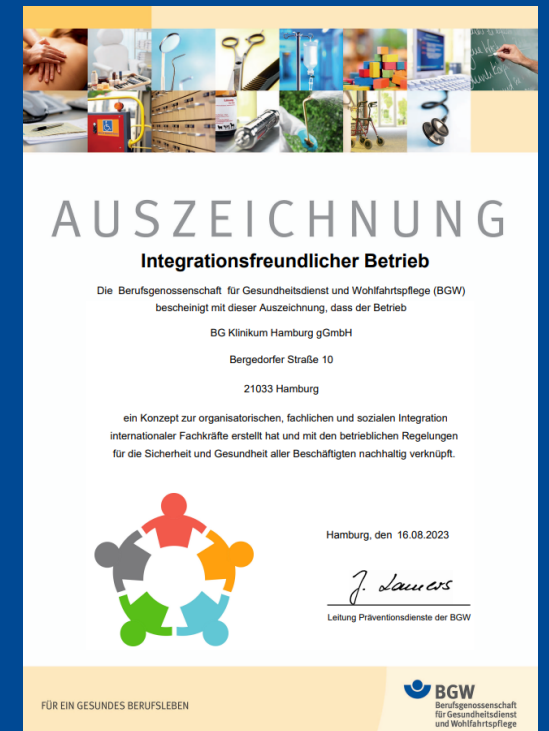 AUSZEICHNUNG
Integrationsfreundlicher Betrieb
Die Berufsgenossenschaft für Gesundheitsdienst und Wohlfahrtspflege (BGW)
bescheinigt mit dieser Auszeichnung, dass der Betrieb
BG Klinikum Hamburg gGmbH
Bergedorfer Straße 10
21033 Hamburg
ein Konzept zur organisatorischen, fachlichen und sozialen Integration
internationaler Fachkräfte erstellt hat und mit den betrieblichen Regelungen
für die Sicherheit und Gesundheit aller Beschäftigten nachhaltig verknüpft.
Hamburg, den 16.08.2023
J. Lamers
Leitung Präventionsdienste der BGW
FÜR EIN GESUNDES BERUFSLEBEN
BGW
Berufsgenossenschaft
für Gesundheitsdienst
und Wohlfahrtspflege